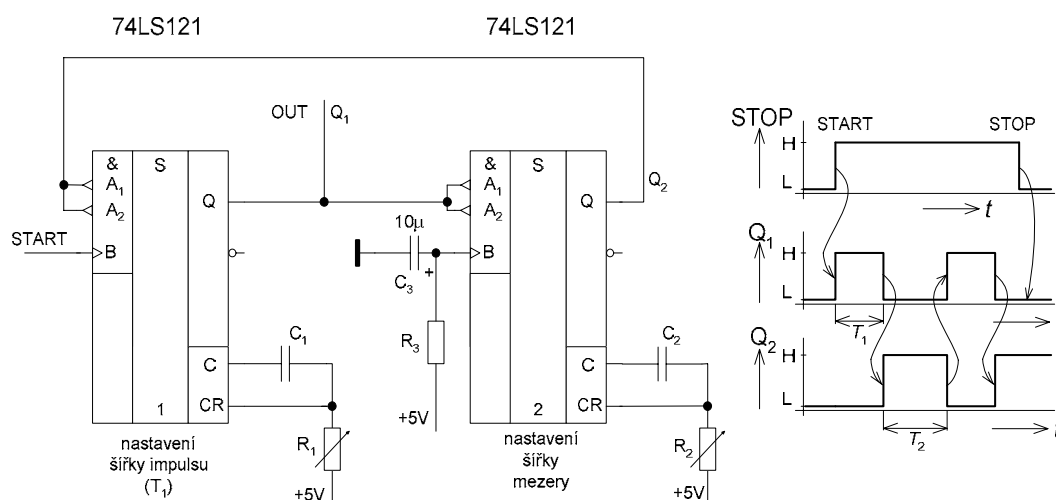 74LS121
74LS121
OUT
Q1
&
S
A1
A2
Q
START
B
C
CR
1
C1
R1
+5V
nastavení
šířky impulsu
(T1)
10µ
+
C3
R3
+5V
&
S
A1
A2
Q
Q2
B
C
CR
2
C2
R2
+5V
nastavení
šířky
mezery
STOP
START
STOP
H
L
t
Q1
H
L
T1
Q2
H
L
T2
t